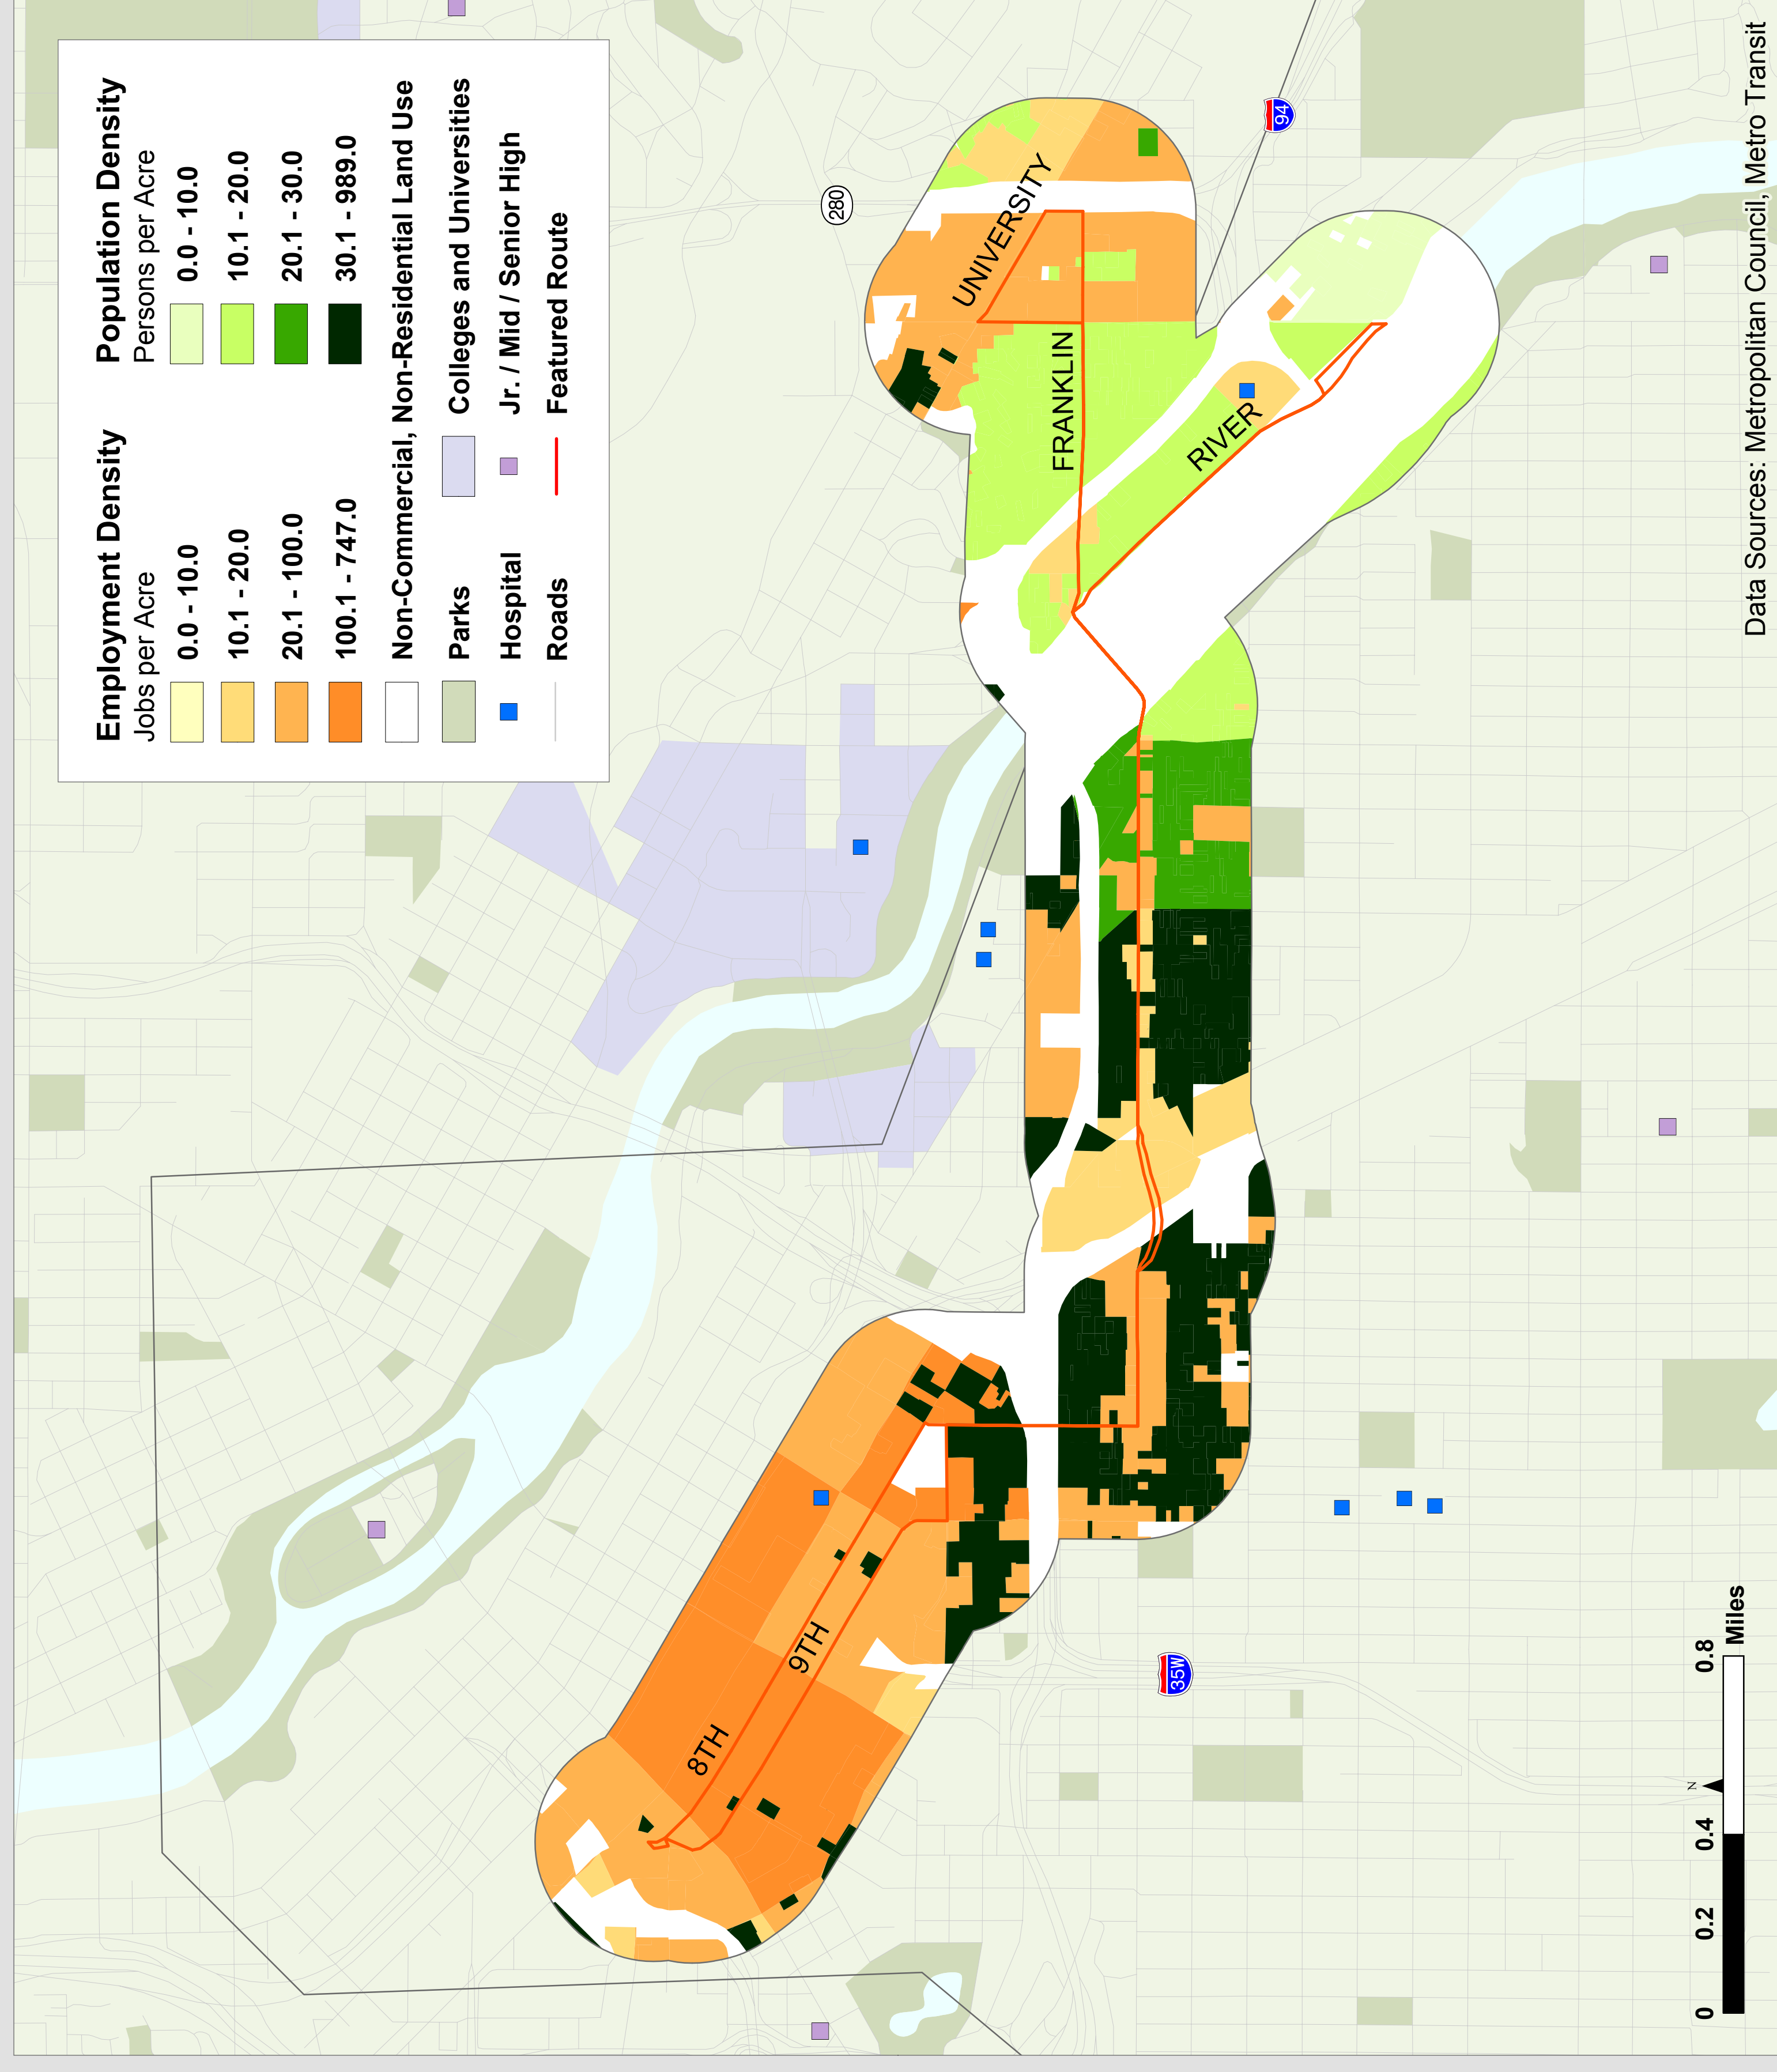 Employment Density
Jobs per Acre
0.0 - 10.0
10.1 - 20.0
20.1 - 100.0
100.1 - 747.0
Population Density
Persons per Acre
0.0 - 10.0
10.1 - 20.0
20.1 - 30.0
30.1 - 989.0
Non-Commercial, Non-Residential Land Use
Parks
Colleges and Universities
Hospital
Jr. / Mid / Senior High
Roads
Featured Route
280
UNIVERSITY
FRANKLIN
RIVER
94
8TH
9TH
35W
N
0
0.2
0.4
0.8
Miles
Data Sources: Metropolitan Council, Metro Transit